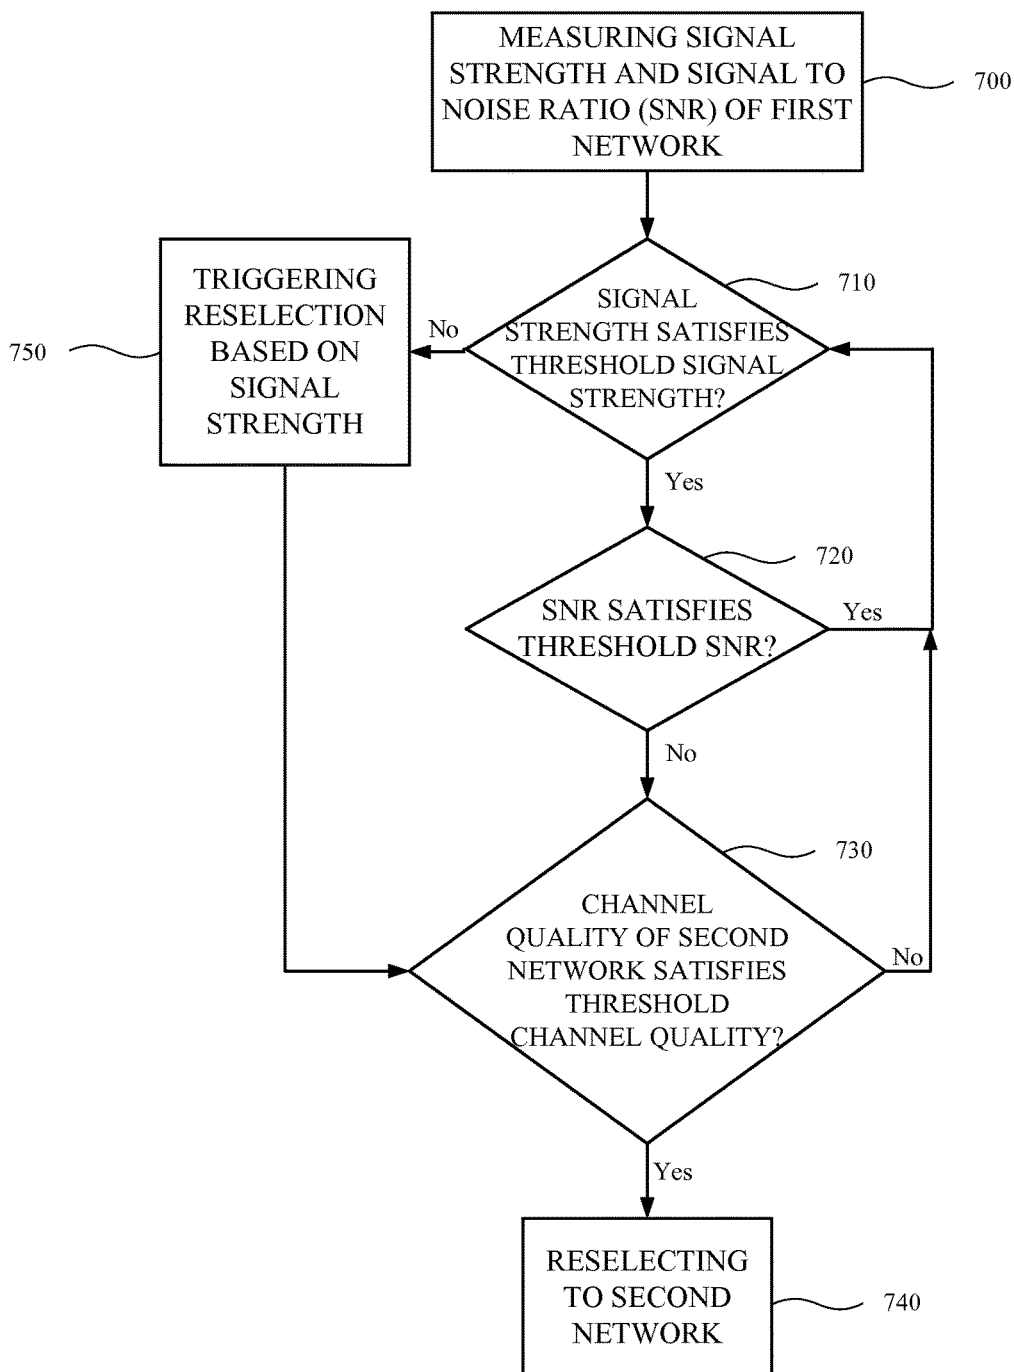 MEASURING SIGNAL
STRENGTH AND SIGNAL TO
NOISE RATIO (SNR) OF FIRST
NETWORK
700
710
SIGNAL
STRENGTH SATISFIES
THRESHOLD SIGNAL
STRENGTH?
No
Yes
750
TRIGGERING
RESELECTION
BASED ON
SIGNAL
STRENGTH
720
SNR SATISFIES
THRESHOLD SNR?
Yes
No
730
CHANNEL
QUALITY OF SECOND
NETWORK SATISFIES
THRESHOLD
CHANNEL QUALITY?
No
Yes
RESELECTING
TO SECOND
NETWORK
740